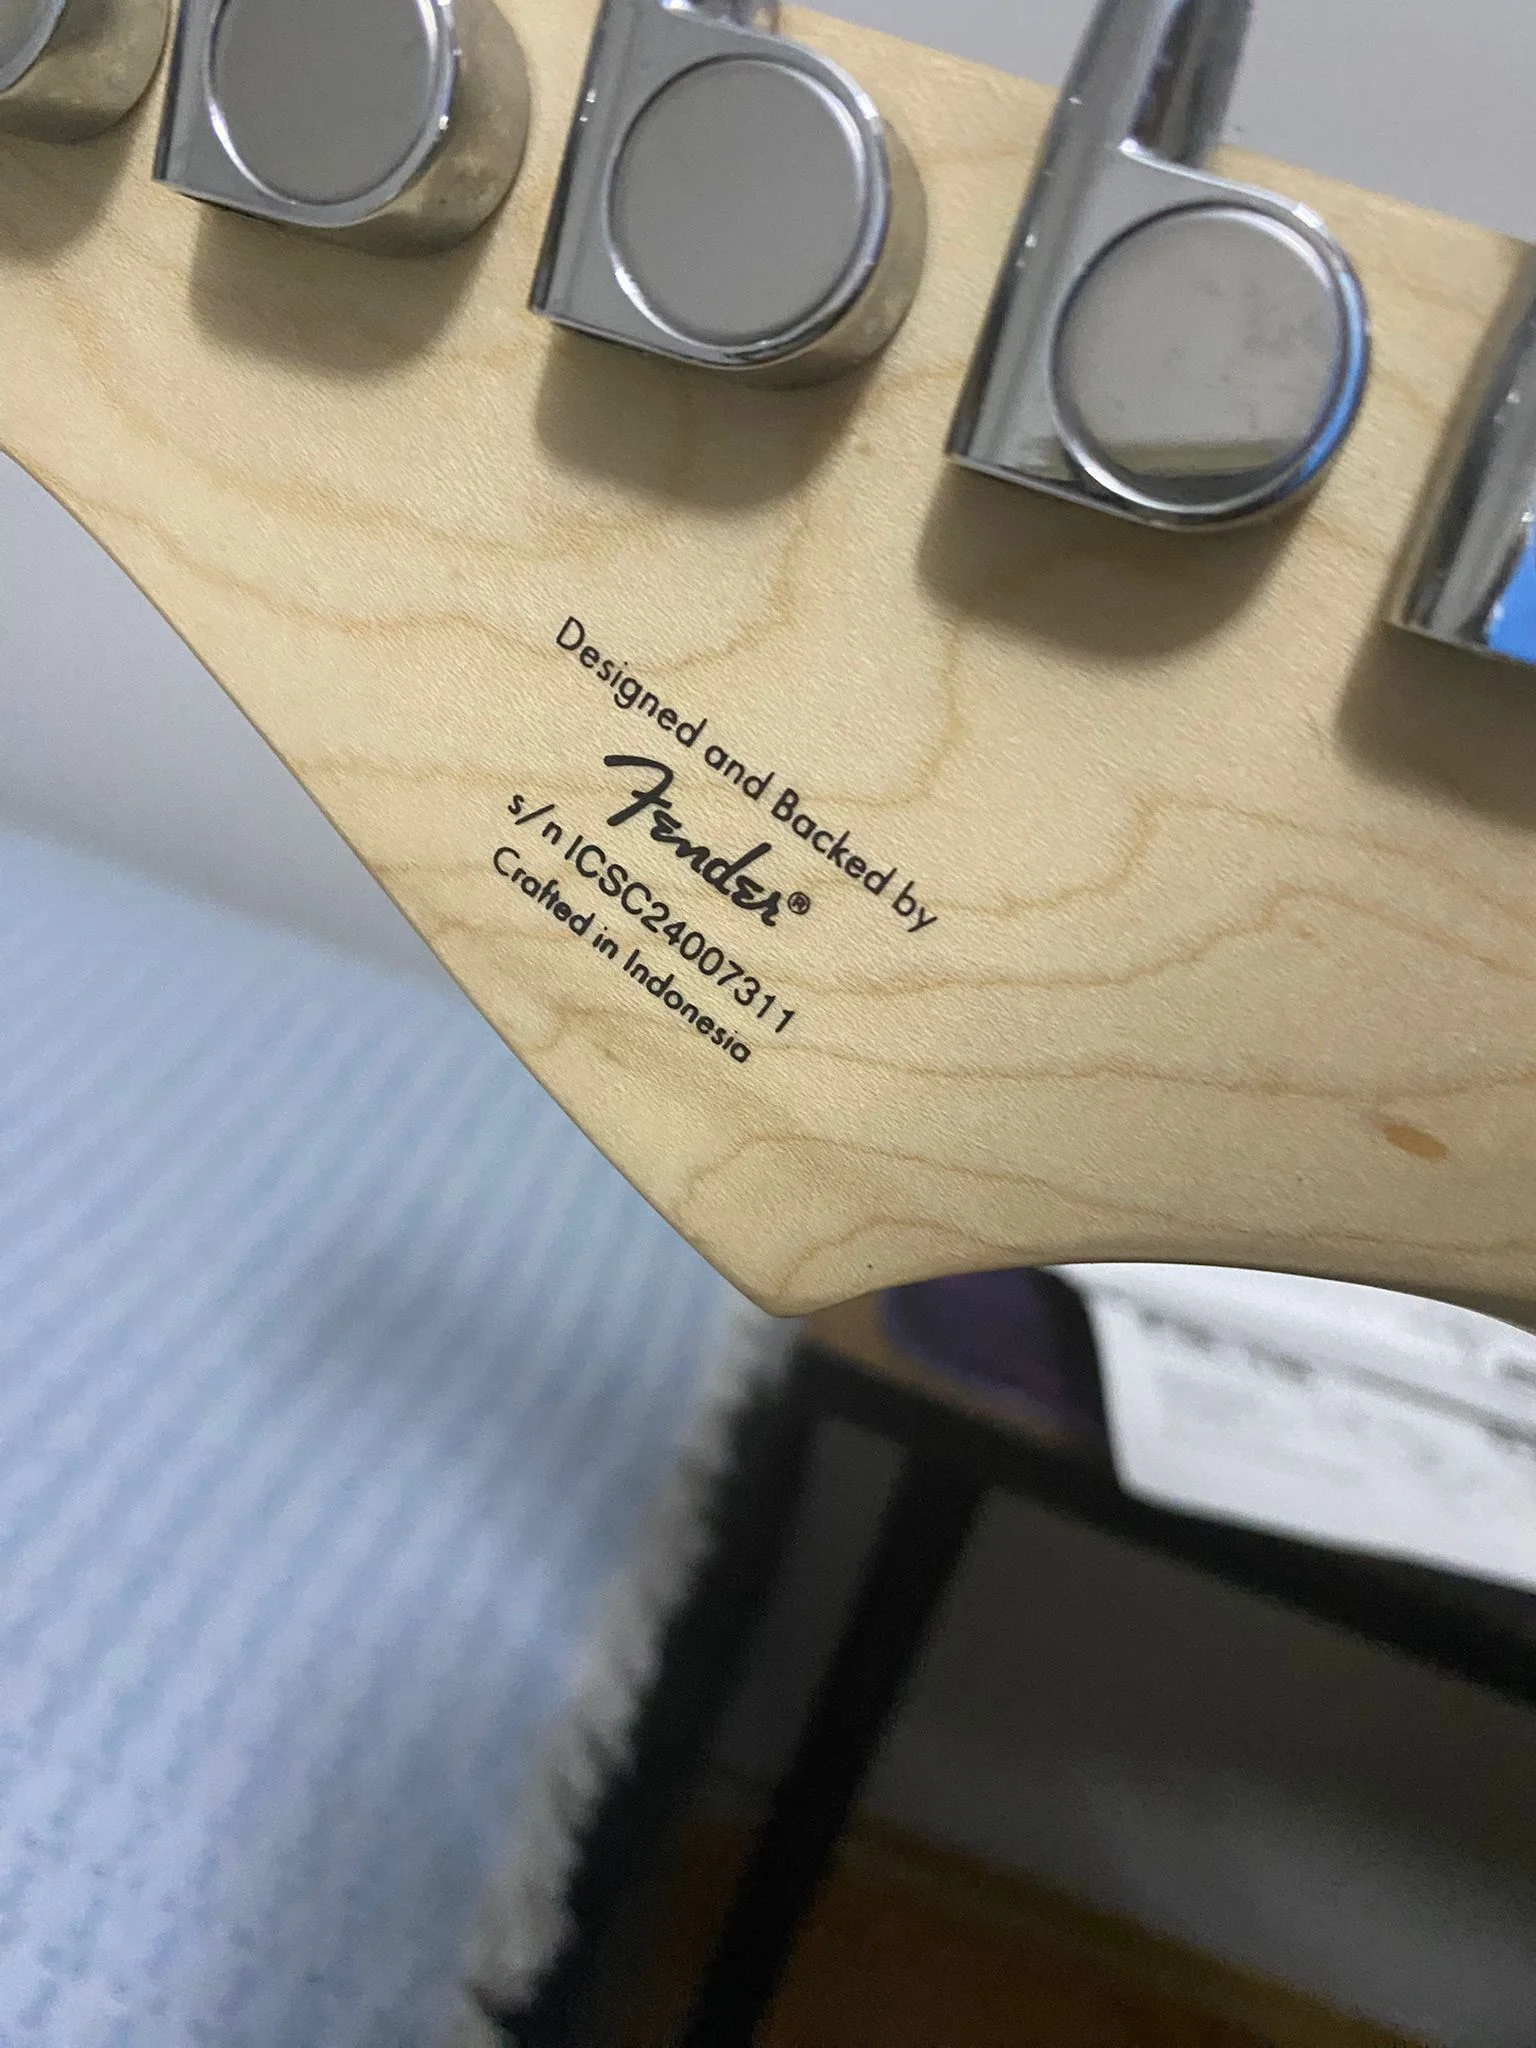 Designed and Backed by
Fender®
s/n ICSC24007311
Crafted in Indonesia